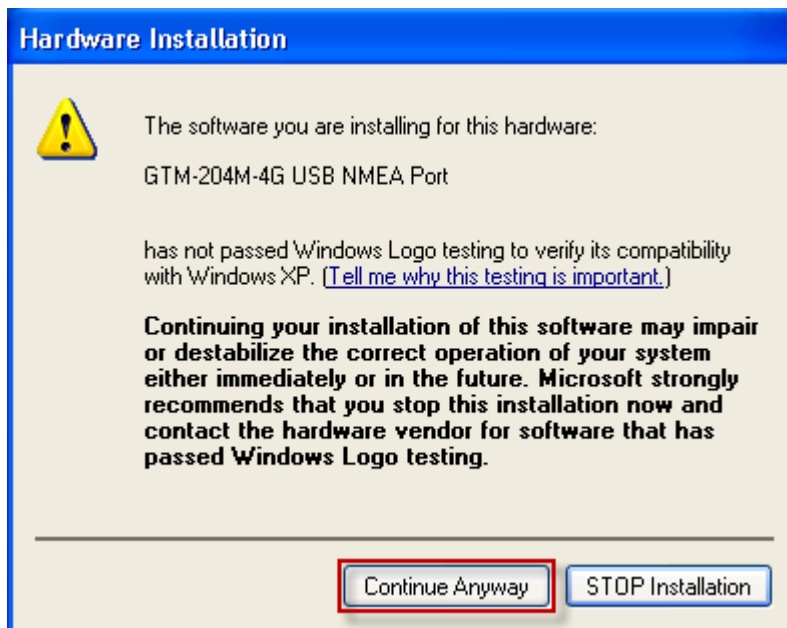 Hardware Installation
The software you are installing for this hardware:
GTM-204M-4G USB NMEA Port
has not passed Windows Logo testing to verify its compatibility
with Windows XP. (Tell me why this testing is important.)
Continuing your installation of this software may impair
or destabilize the correct operation of your system
either immediately or in the future. Microsoft strongly
recommends that you stop this installation now and
contact the hardware vendor for software that has
passed Windows Logo testing.
Continue Anyway
STOP Installation